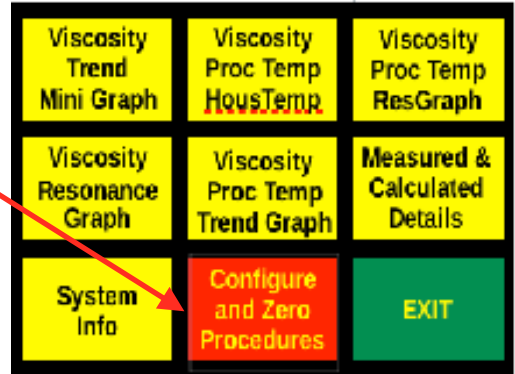 Viscosity
Trend
Mini Graph
Viscosity
Proc Temp
HousTemp
Viscosity
Proc Temp
ResGraph
Viscosity
Resonance
Graph
Viscosity
Proc Temp
Trend Graph
Measured &
Calculated
Details
System
Info
Configure
and Zero
Procedures
EXIT